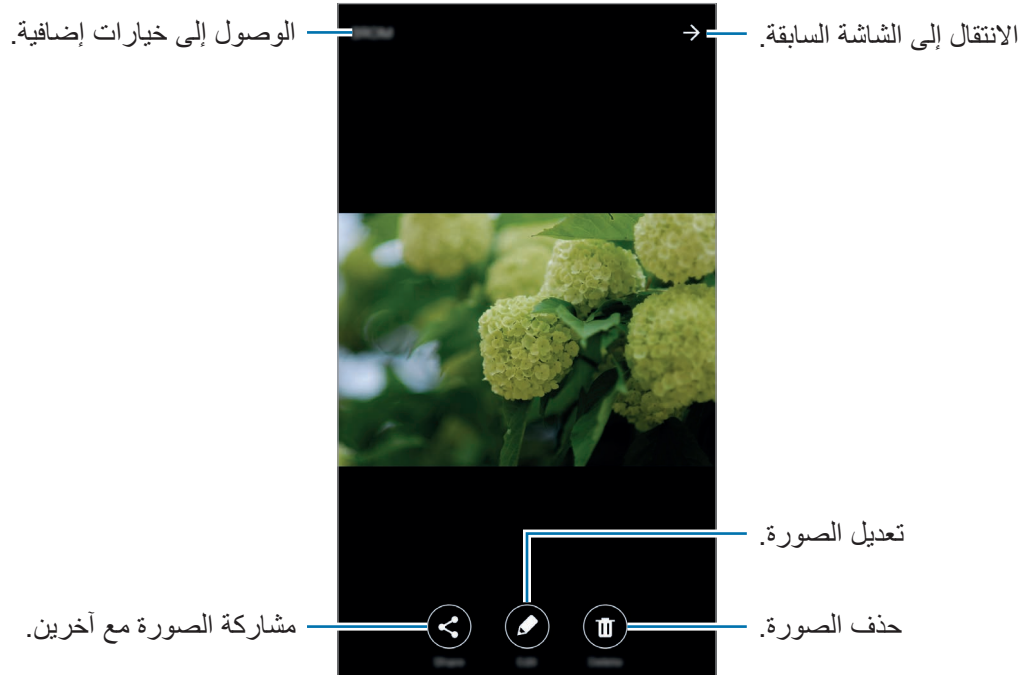 الانتقال إلى الشاشة السابقة.
الوصول إلى خيارات إضافية.
تعديل الصورة.
حذف الصورة.
مشاركة الصورة مع آخرين.